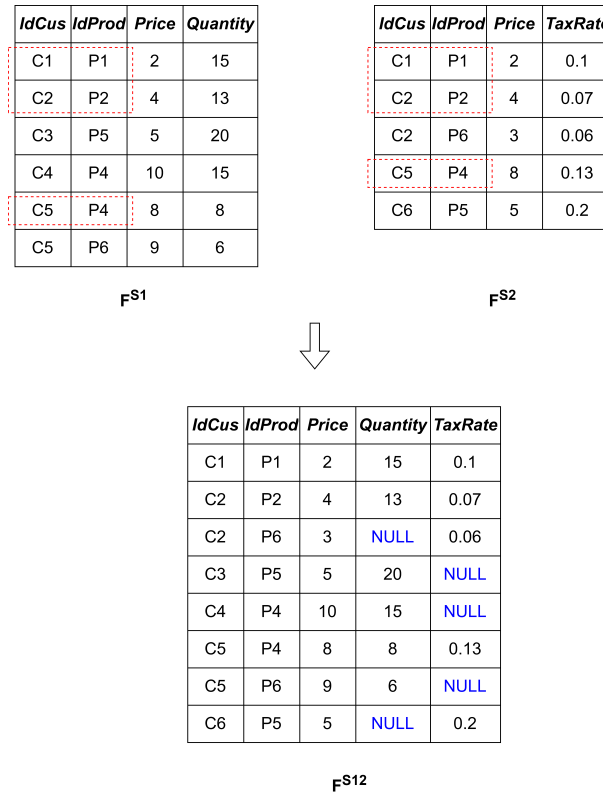 IdCus IdProd Price Quantity
C1 P1 2 15
C2 P2 4 13
C3 P5 5 20
C4 P4 10 15
C5 P4 8 8
C5 P6 9 6
F^S1
IdCus IdProd Price TaxRate
C1 P1 2 0.1
C2 P2 4 0.07
C2 P6 3 0.06
C5 P4 8 0.13
C6 P5 5 0.2
F^S2
IdCus IdProd Price Quantity TaxRate
C1 P1 2 15 0.1
C2 P2 4 13 0.07
C2 P6 3 NULL 0.06
C3 P5 5 20 NULL
C4 P4 10 15 NULL
C5 P4 8 8 0.13
C5 P6 9 6 NULL
C6 P5 5 NULL 0.2
F^S12